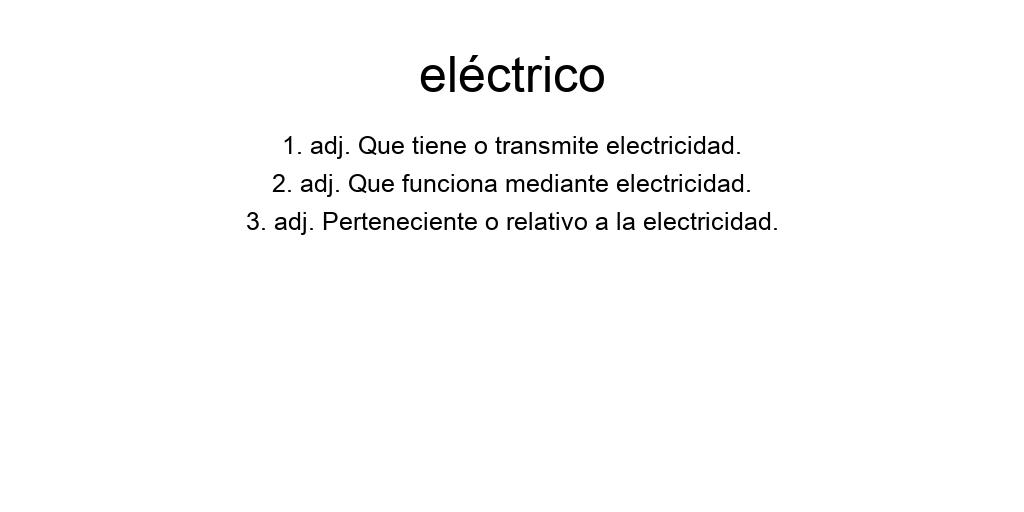 eléctrico
1. adj. Que tiene o transmite electricidad.
2. adj. Que funciona mediante electricidad.
3. adj. Perteneciente o relativo a la electricidad.